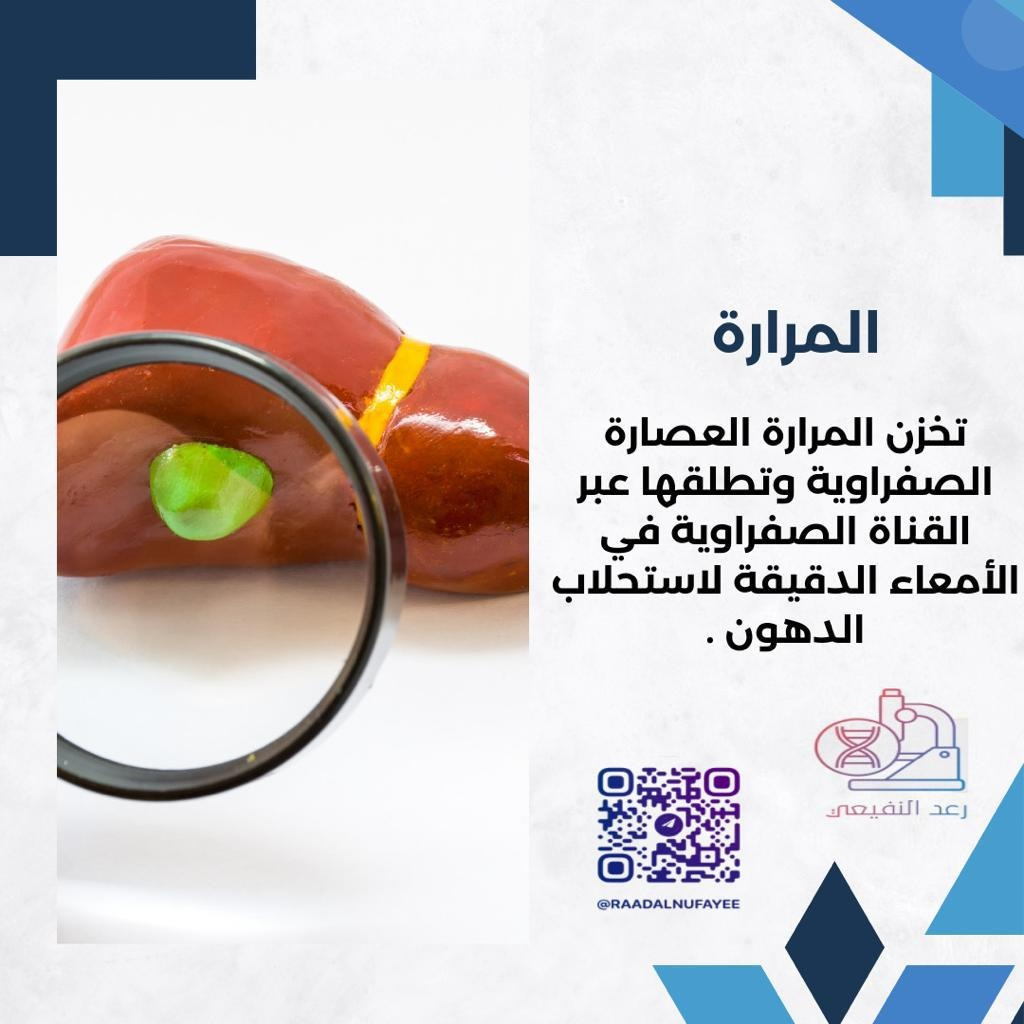 المرارة
تخزن المرارة العصارة
الصفراوية وتطلقها عبر
القناة الصفراوية في
الأمعاء الدقيقة لاستحلاب
الدهون .
رعد النفيعي
@RAADALNUFAYEE